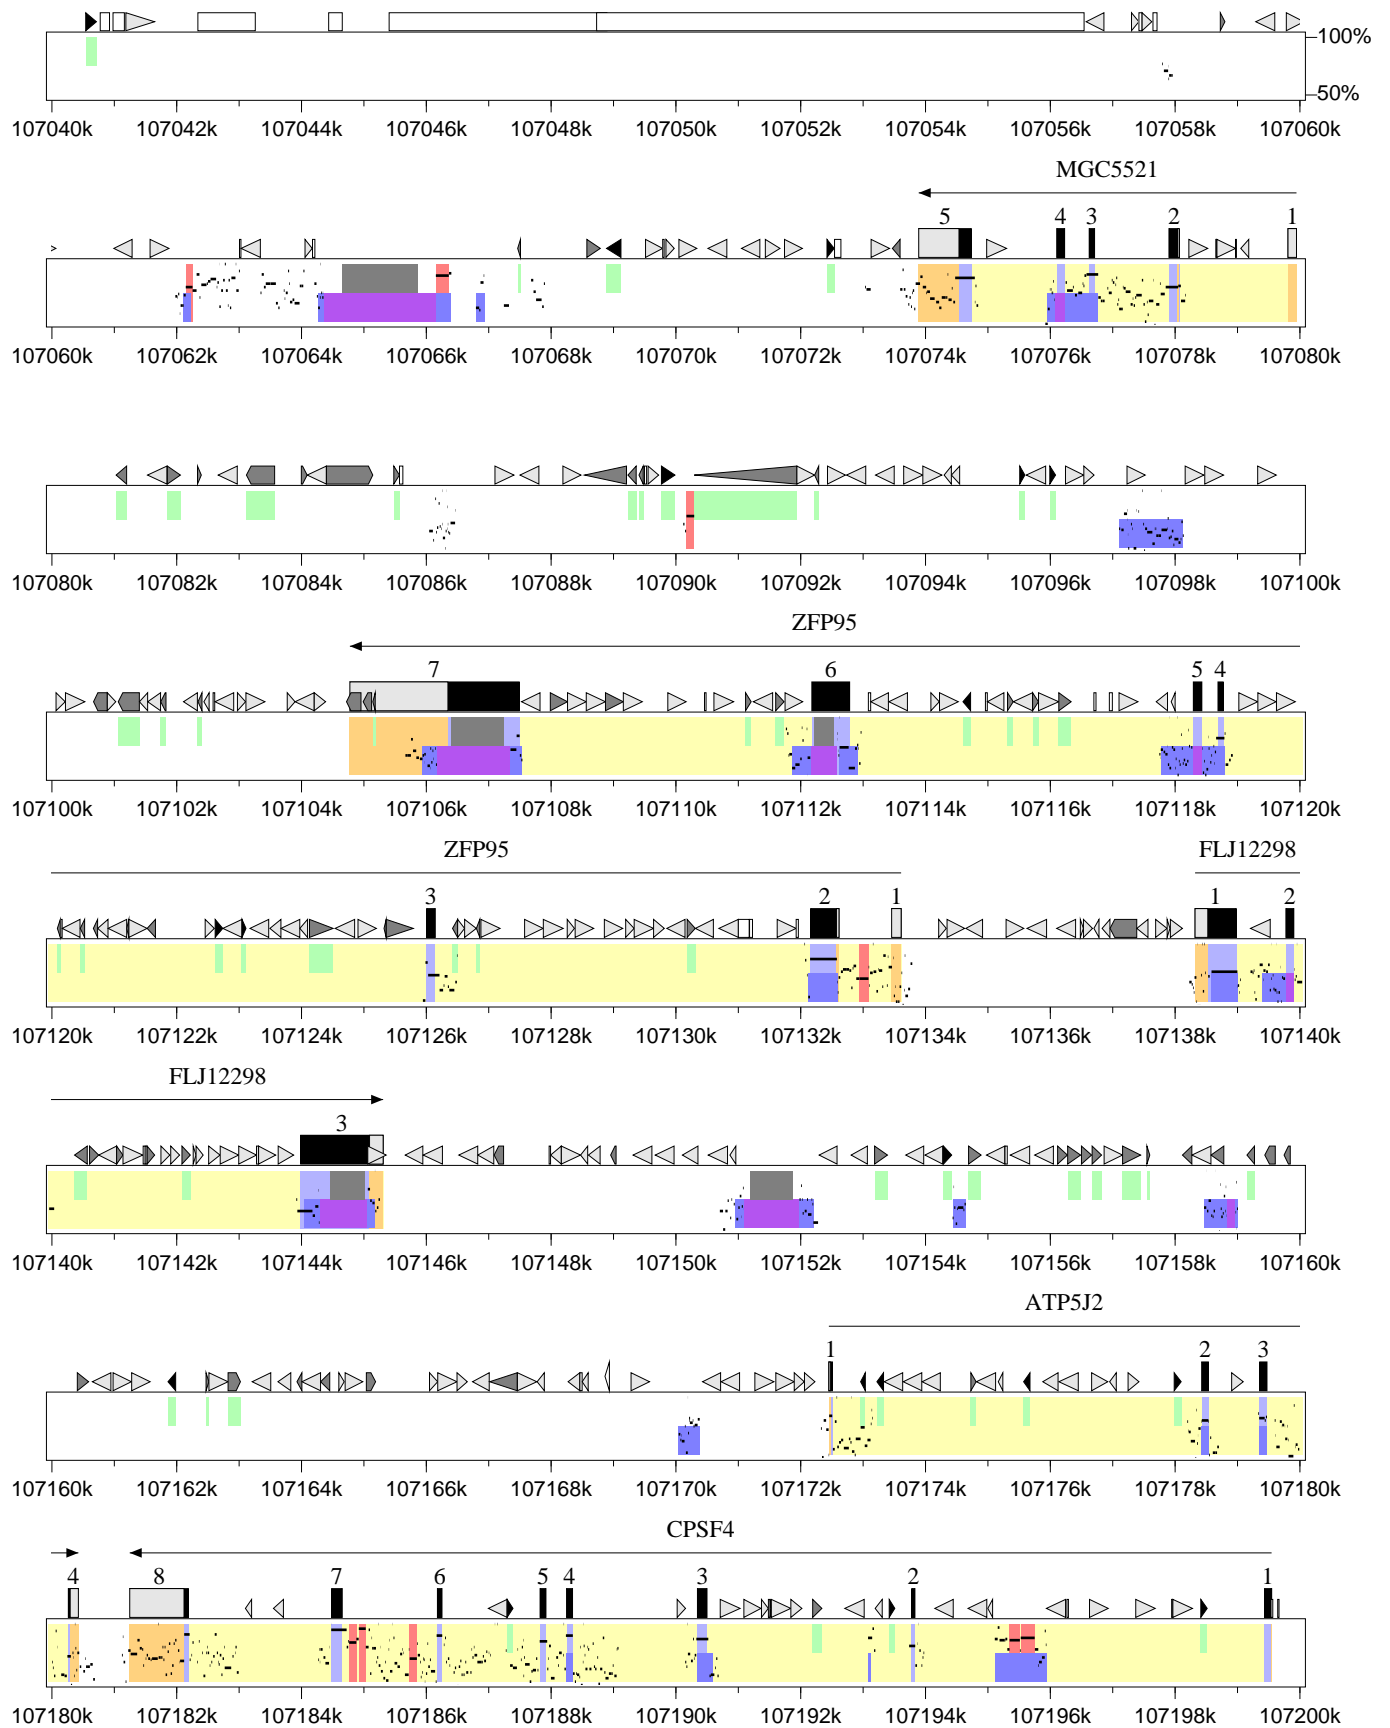 100%
50%
107040k 107042k 107044k 107046k 107048k 107050k 107052k 107054k 107056k 107058k 107060k
MGC5521
5 4 3 2 1
107060k 107062k 107064k 107066k 107068k 107070k 107072k 107074k 107076k 107078k 107080k
107080k 107082k 107084k 107086k 107088k 107090k 107092k 107094k 107096k 107098k 107100k
ZFP95
7 6 5 4
107100k 107102k 107104k 107106k 107108k 107110k 107112k 107114k 107116k 107118k 107120k
ZFP95 FLJ12298
3 2 1 1 2
107120k 107122k 107124k 107126k 107128k 107130k 107132k 107134k 107136k 107138k 107140k
FLJ12298
3
107140k 107142k 107144k 107146k 107148k 107150k 107152k 107154k 107156k 107158k 107160k
ATP5J2
1 2 3
107160k 107162k 107164k 107166k 107168k 107170k 107172k 107174k 107176k 107178k 107180k
CPSF4
4 8 7 6 5 4 3 2 1
107180k 107182k 107184k 107186k 107188k 107190k 107192k 107194k 107196k 107198k 107200k